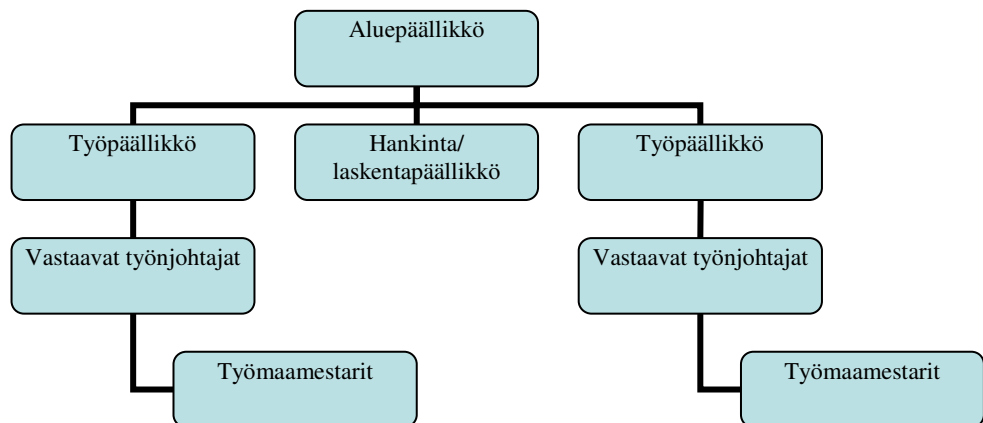 Aluepäällikkö
Työpäällikkö
Hankinta/
laskentapäällikkö
Työpäällikkö
Vastaavat työnjohtajat
Vastaavat työnjohtajat
Työmaamestarit
Työmaamestarit